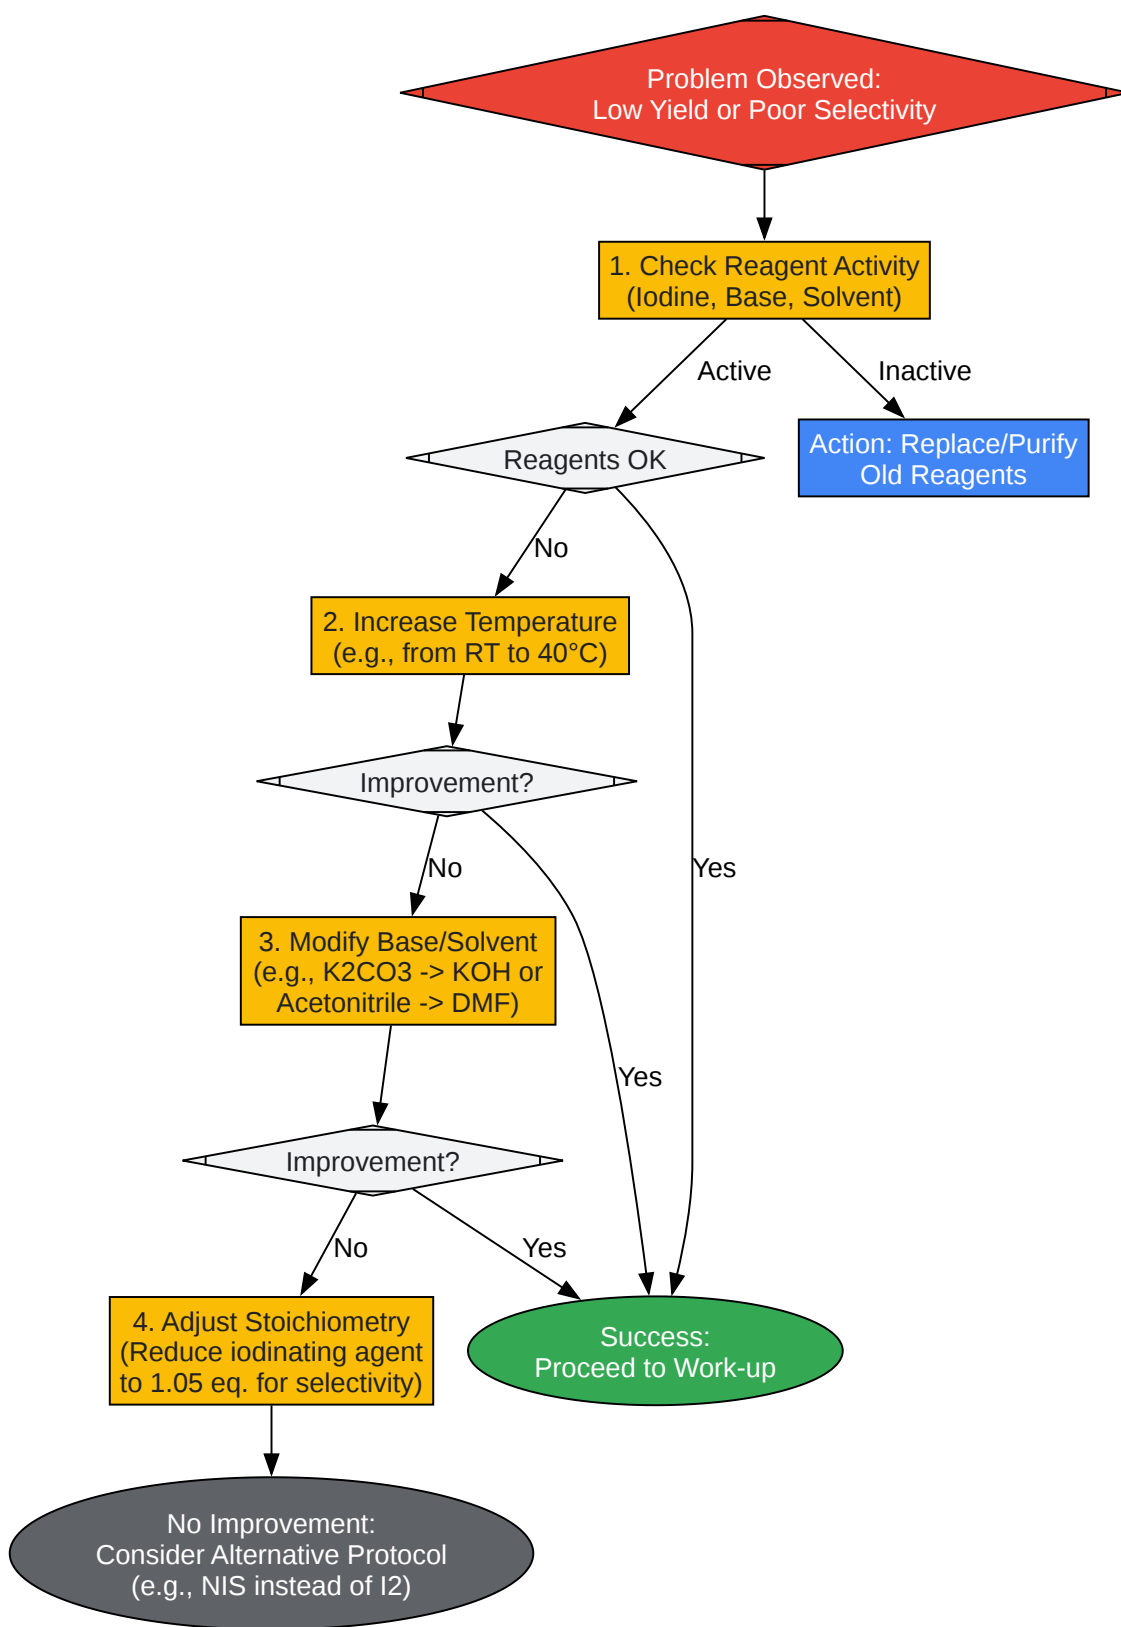 Problem Observed:
Low Yield or Poor Selectivity
1. Check Reagent Activity
(Iodine, Base, Solvent)
Active
Inactive
Reagents OK
Action: Replace/Purify
Old Reagents
No
2. Increase Temperature
(e.g., from RT to 40°C)
Improvement?
No
Yes
3. Modify Base/Solvent
(e.g., K2CO3 -> KOH or
Acetonitrile -> DMF)
Yes
Improvement?
No
Yes
4. Adjust Stoichiometry
(Reduce iodinating agent
to 1.05 eq. for selectivity)
Success:
Proceed to Work-up
No Improvement:
Consider Alternative Protocol
(e.g., NIS instead of I2)